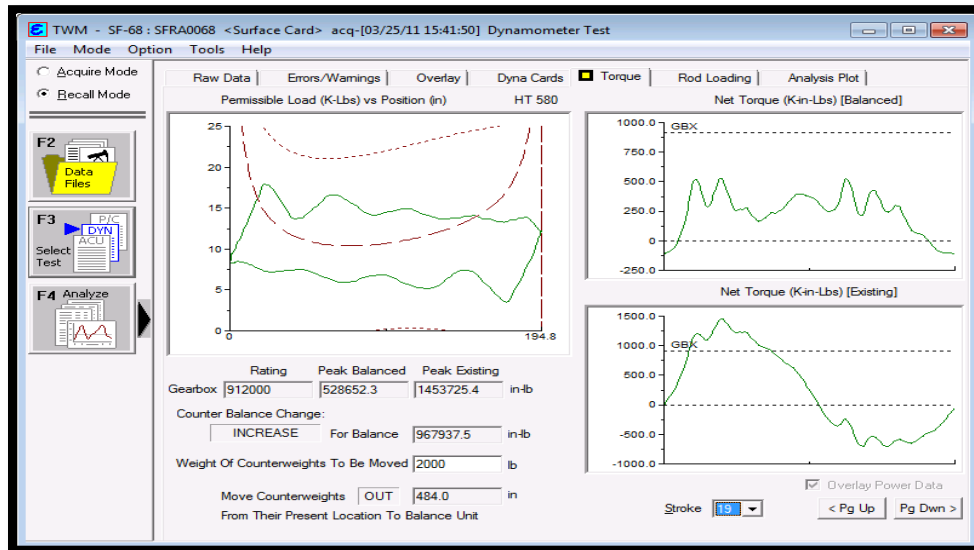 TWM - SF-68 : SFRA0068 <Surface Card> acq-[03/25/11 15:41:50] Dynamometer Test
File Mode Option Tools Help
Acquire Mode
Recall Mode
F2
Data
Files
F3
P/C
DYN
ACU
Select
Test
F4 Analyze
Raw Data Errors/Warnings Overlay Dyna Cards Torque Rod Loading Analysis Plot
Permissible Load (K-Lbs) vs Position (in) HT 580
25
20
15
10
5
0
0 194.8
Net Torque (K-in-Lbs) [Balanced]
1000.0
GBX
750.0
500.0
250.0
0
-250.0
Net Torque (K-in-Lbs) [Existing]
1500.0
1000.0
GBX
500.0
0
-500.0
-1000.0
Rating Peak Balanced Peak Existing
Gearbox 912000 528652.3 1453725.4 in-lb
Counter Balance Change:
INCREASE For Balance 967937.5 in-lb
Weight Of Counterweights To Be Moved 2000 lb
Move Counterweights OUT 484.0 in
From Their Present Location To Balance Unit
Overlay Power Data
Stroke 19 < Pg Up Pg Dwn >